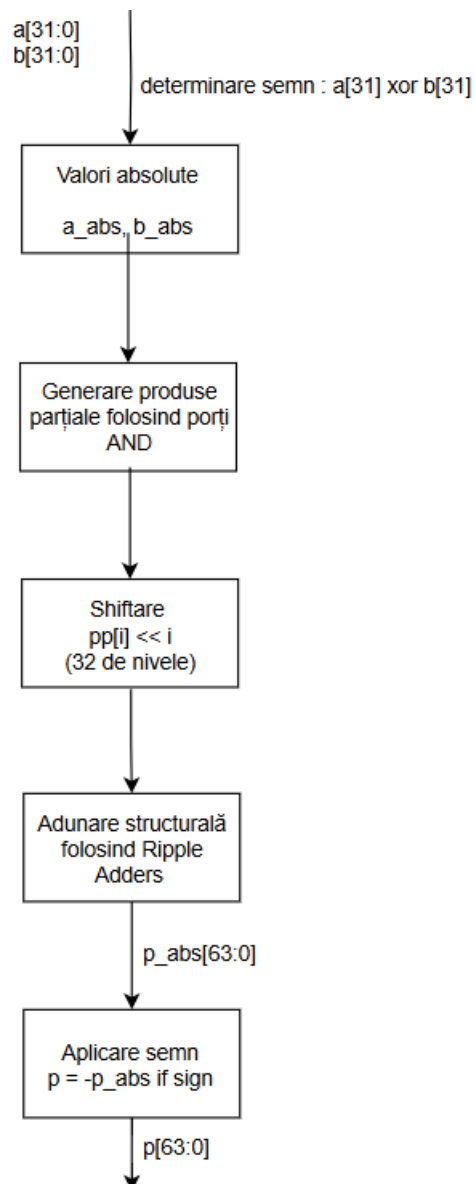 a[31:0]
b[31:0]
determinare semn : a[31] xor b[31]
Valori absolute
a_abs, b_abs
Generare produse
parțiale folosind porți
AND
Shiftare
pp[i] << i
(32 de nivele)
Adunare structurală
folosind Ripple
Adders
p_abs[63:0]
Aplicare semn
p = -p_abs if sign
p[63:0]